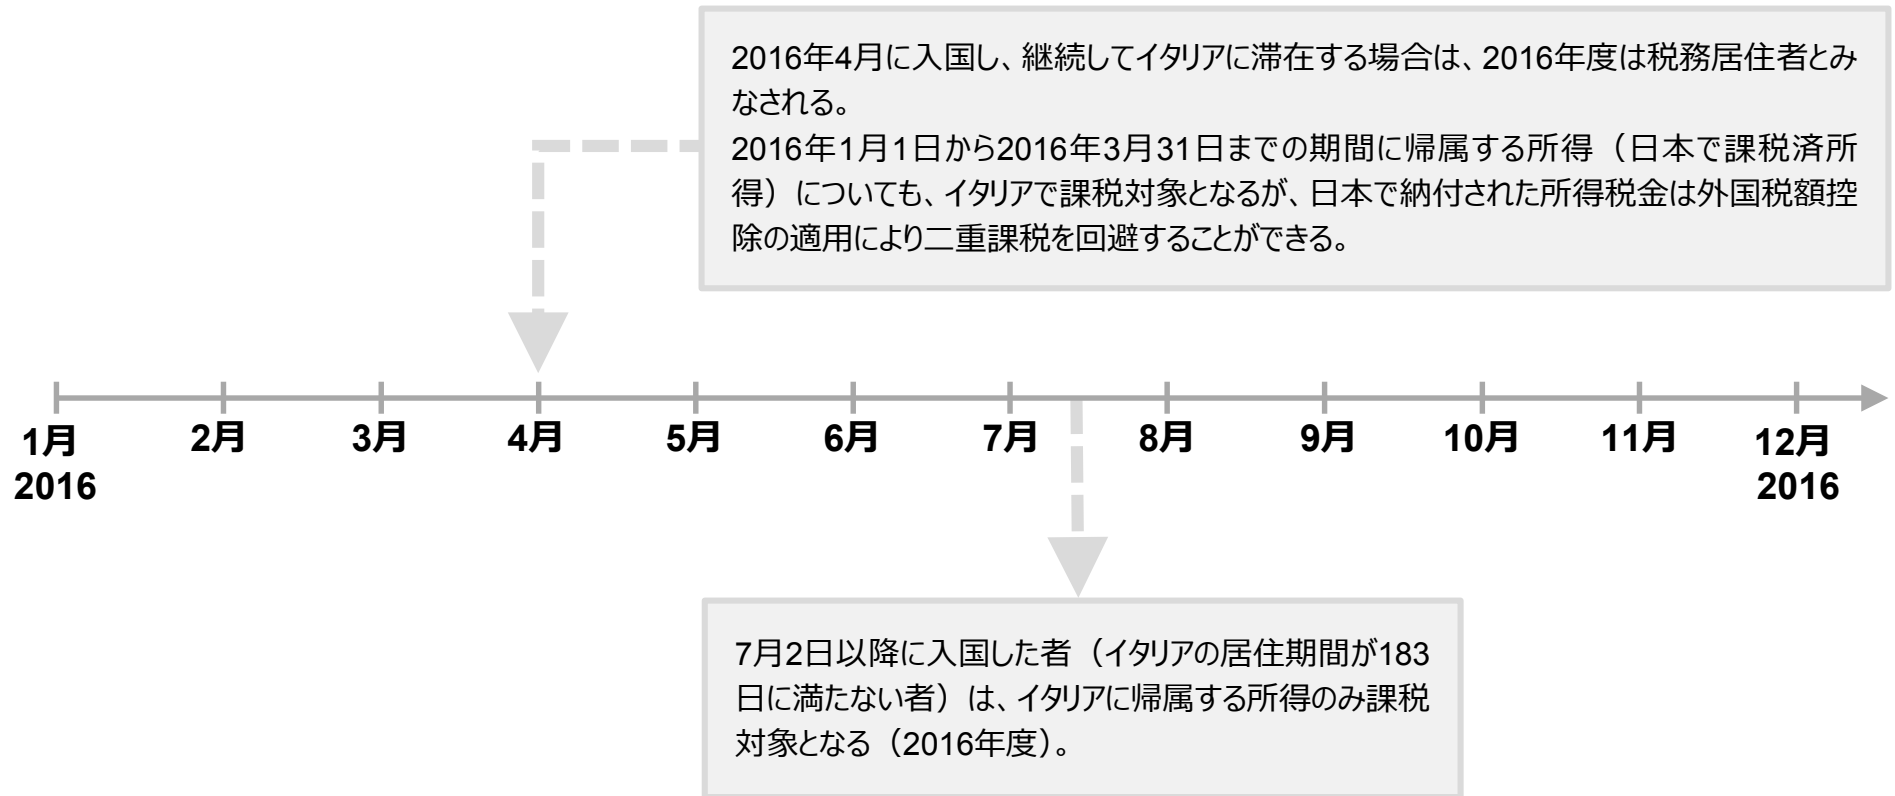 2016年4月に入国し、継続してイタリアに滞在する場合は、2016年度は税務居住者とみ
なされる。
2016年1月1日から2016年3月31日までの期間に帰属する所得（日本で課税済所
得）についても、イタリアで課税対象となるが、日本で納付された所得税金は外国税額控
除の適用により二重課税を回避することができる。
1月 2月 3月 4月 5月 6月 7月 8月 9月 10月 11月 12月
2016 2016
7月2日以降に入国した者（イタリアの居住期間が183
日に満たない者）は、イタリアに帰属する所得のみ課税
対象となる（2016年度）。